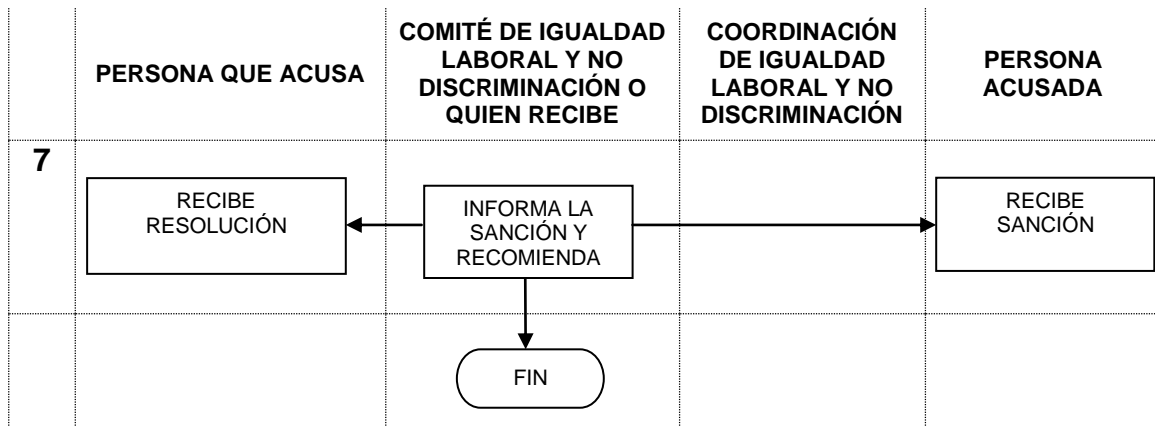 PERSONA QUE ACUSA
COMITÉ DE IGUALDAD
LABORAL Y NO
DISCRIMINACIÓN O
QUIEN RECIBE
COORDINACIÓN
DE IGUALDAD
LABORAL Y NO
DISCRIMINACIÓN
PERSONA
ACUSADA
7
RECIBE
RESOLUCIÓN
INFORMA LA
SANCIÓN Y
RECOMIENDA
RECIBE
SANCIÓN
FIN